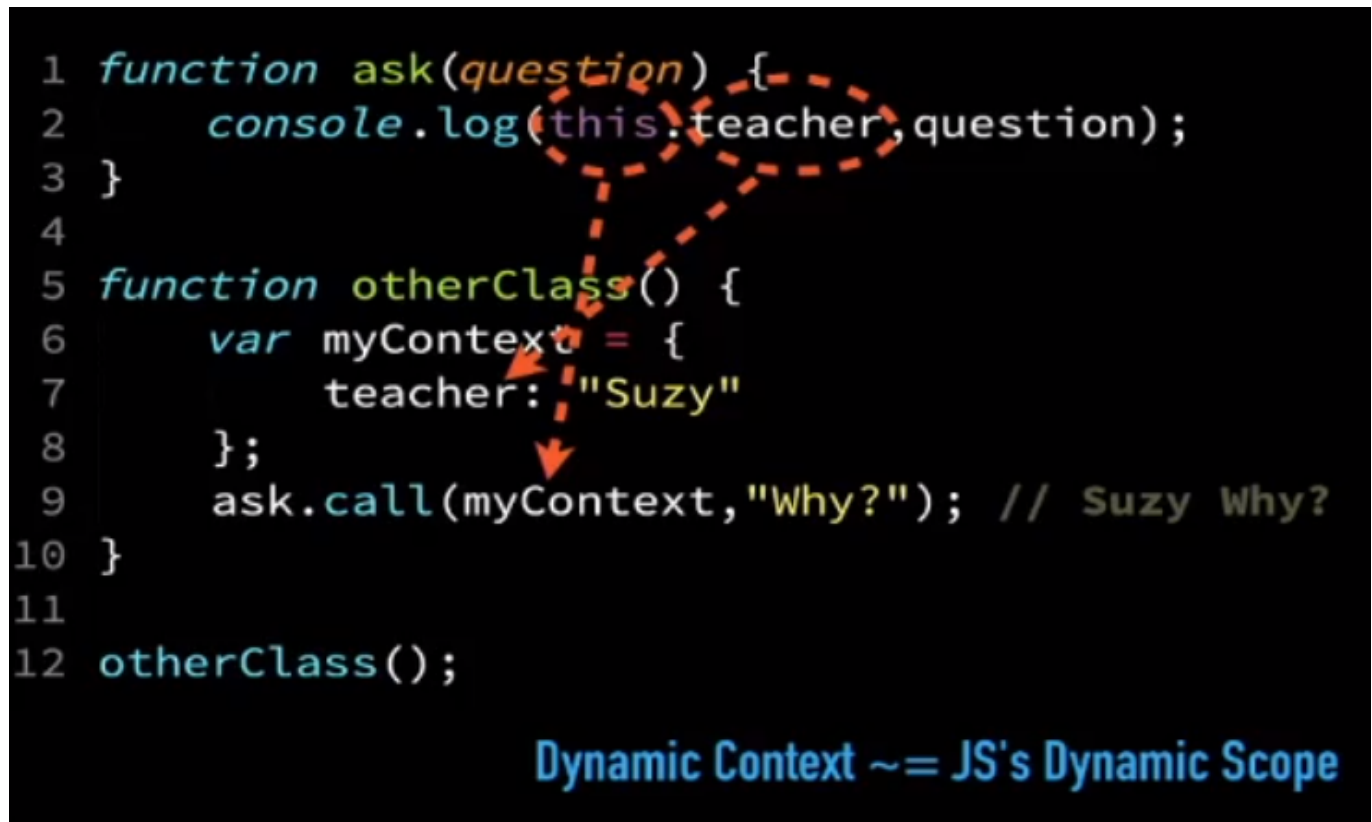 1 function ask(question) {
2 console.log(this.teacher,question);
3 }
4
5 function otherClass() {
6 var myContext = {
7 teacher: "Suzy"
8 };
9 ask.call(myContext,"Why?"); // Suzy Why?
10 }
11
12 otherClass();
Dynamic Context ~= JS's Dynamic Scope